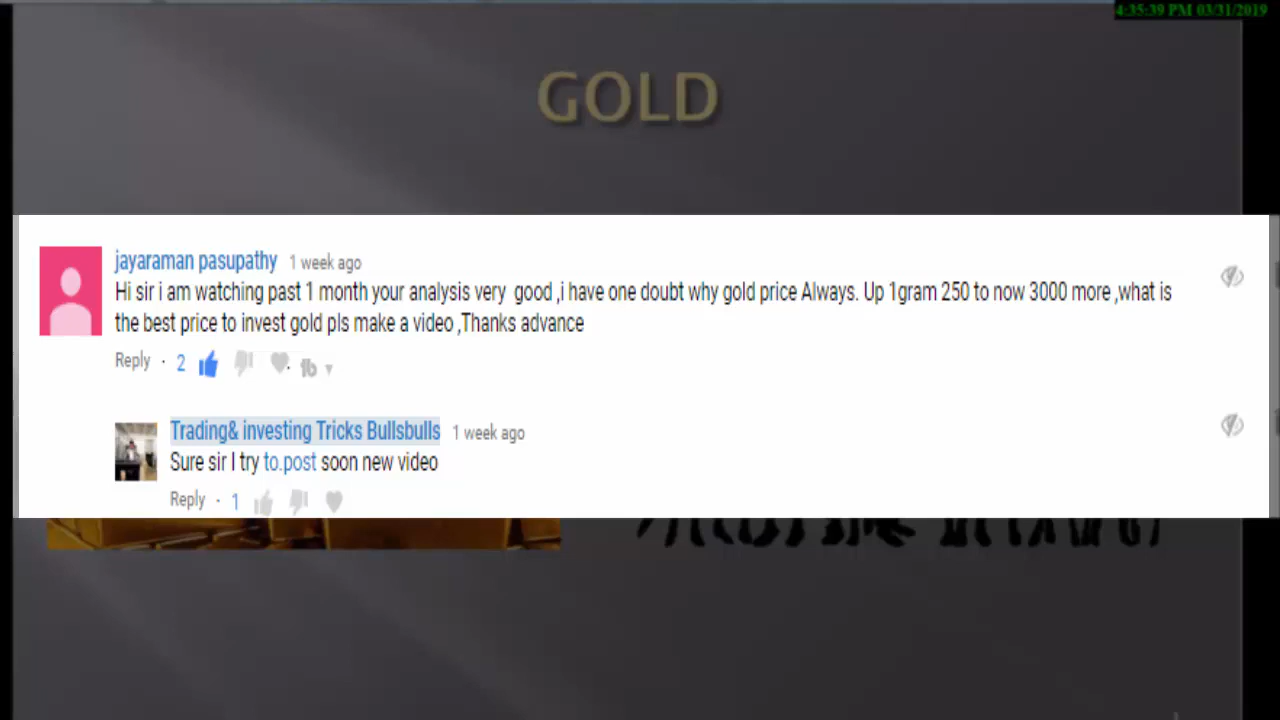 4:35:39 PM 03/31/2019
GOLD
jayaraman pasupathy 1 week ago
Hi sir i am watching past 1 month your analysis very good ,i have one doubt why gold price Always. Up 1gram 250 to now 3000 more ,what is
the best price to invest gold pls make a video ,Thanks advance
Reply · 2
Trading& investing Tricks Bullsbulls 1 week ago
Sure sir I try to.post soon new video
Reply · 1